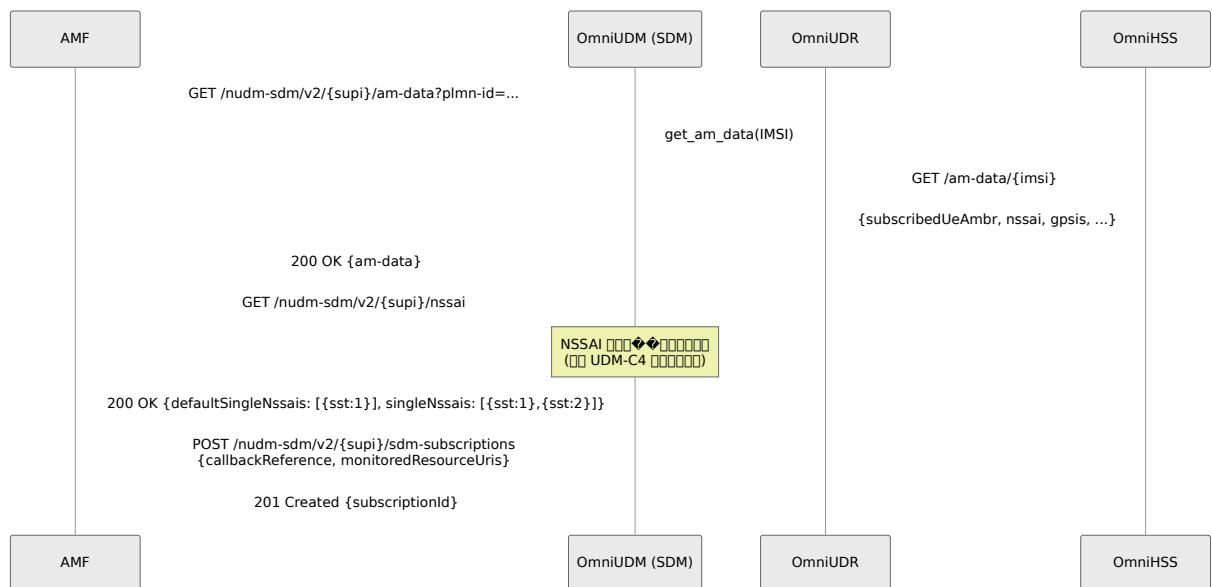 AMF
OmniUDM (SDM)
OmniUDR
OmniHSS
GET /nudm-sdm/v2/{supi}/am-data?plmn-id=...
get_am_data(IMSI)
GET /am-data/{imsi}
{subscribedUeAmbr, nssai, gpsis, ...}
200 OK {am-data}
GET /nudm-sdm/v2/{supi}/nssai
NSSAI
UDM-C4
200 OK {defaultSingleNssais: [{sst:1}], singleNssais: [{sst:1},{sst:2}]}
POST /nudm-sdm/v2/{supi}/sdm-subscriptions
{callbackReference, monitoredResourceUris}
201 Created {subscriptionId}
AMF
OmniUDM (SDM)
OmniUDR
OmniHSS